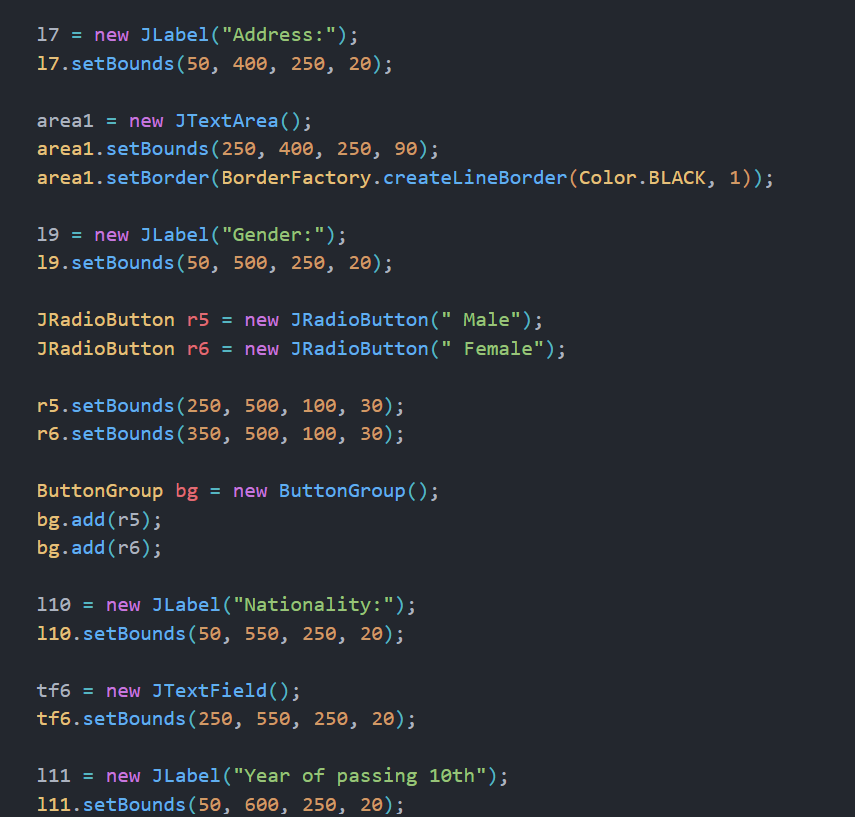 l7 = new JLabel("Address:");
l7.setBounds(50, 400, 250, 20);
area1 = new JTextArea();
area1.setBounds(250, 400, 250, 90);
area1.setBorder(BorderFactory.createLineBorder(Color.BLACK, 1));
l9 = new JLabel("Gender:");
l9.setBounds(50, 500, 250, 20);
JRadioButton r5 = new JRadioButton(" Male");
JRadioButton r6 = new JRadioButton(" Female");
r5.setBounds(250, 500, 100, 30);
r6.setBounds(350, 500, 100, 30);
ButtonGroup bg = new ButtonGroup();
bg.add(r5);
bg.add(r6);
l10 = new JLabel("Nationality:");
l10.setBounds(50, 550, 250, 20);
tf6 = new JTextField();
tf6.setBounds(250, 550, 250, 20);
l11 = new JLabel("Year of passing 10th");
l11.setBounds(50, 600, 250, 20);